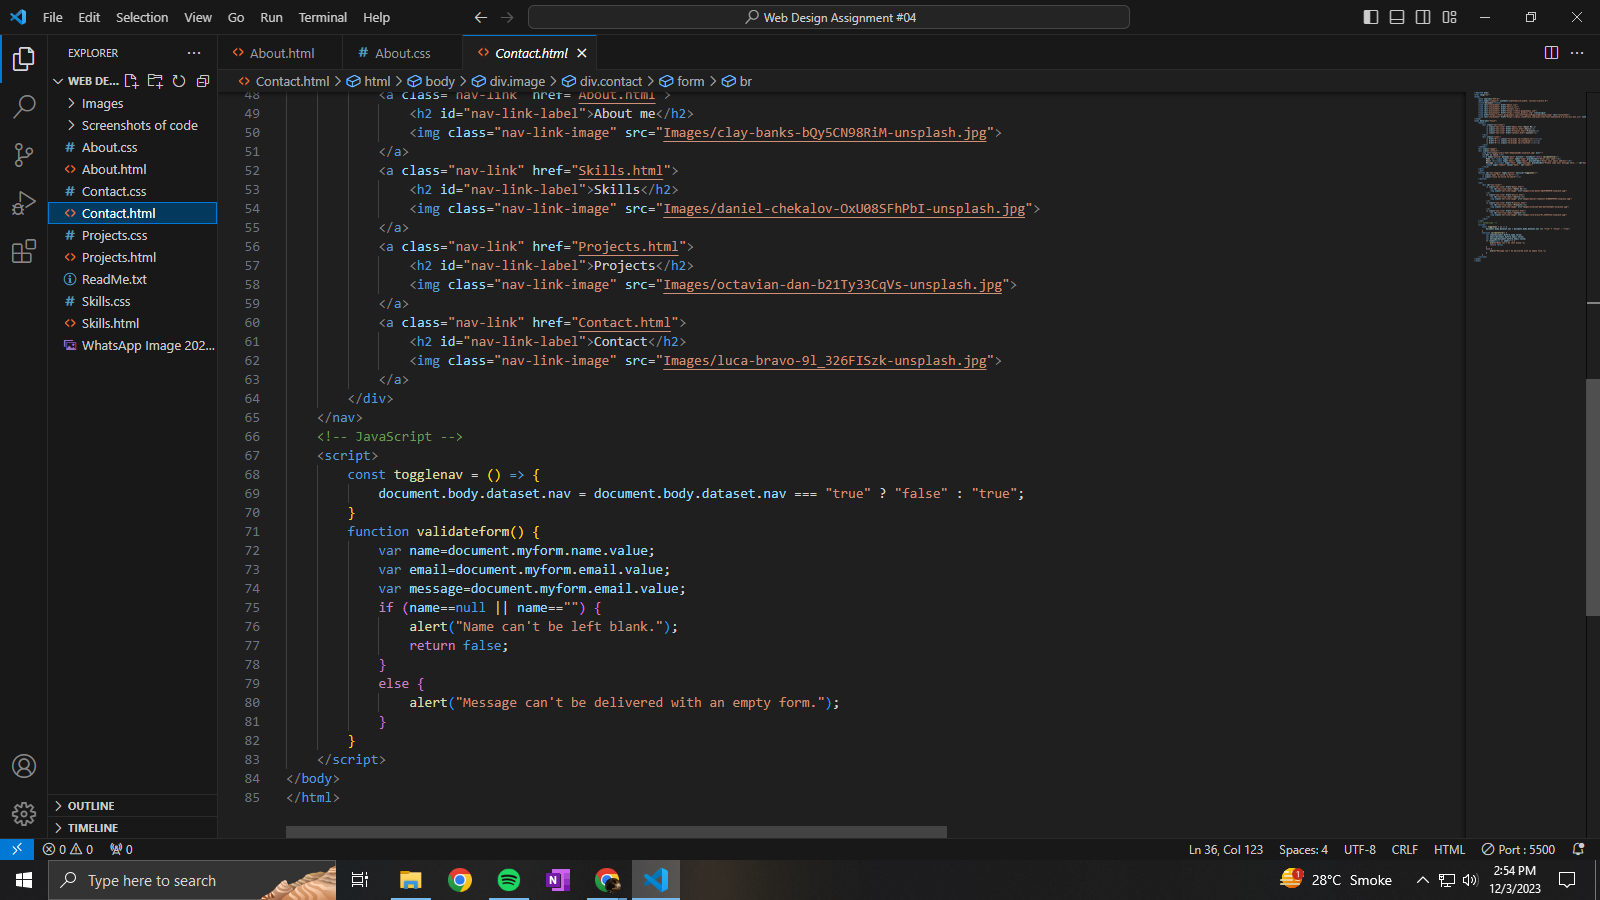 File Edit Selection View Go Run Terminal Help
Web Design Assignment #04
EXPLORER
About.html
About.css
Contact.html
WEB DE...
Contact.html > html > body > div.image > div.contact > form > br
Images
Screenshots of code
About.css
About.html
Contact.css
Contact.html
Projects.css
Projects.html
ReadMe.txt
Skills.css
Skills.html
WhatsApp Image 202...
OUTLINE
TIMELINE
48 <a class="nav-link" href="About.html">
49 <h2 id="nav-link-label">About me</h2>
50 <img class="nav-link-image" src="Images/clay-banks-bQy5CN98RiM-unsplash.jpg">
51 </a>
52 <a class="nav-link" href="Skills.html">
53 <h2 id="nav-link-label">Skills</h2>
54 <img class="nav-link-image" src="Images/daniel-chekalov-OxU08SFhPbI-unsplash.jpg">
55 </a>
56 <a class="nav-link" href="Projects.html">
57 <h2 id="nav-link-label">Projects</h2>
58 <img class="nav-link-image" src="Images/octavian-dan-b21Ty33CqVs-unsplash.jpg">
59 </a>
60 <a class="nav-link" href="Contact.html">
61 <h2 id="nav-link-label">Contact</h2>
62 <img class="nav-link-image" src="Images/luca-bravo-9l_326FISzk-unsplash.jpg">
63 </a>
64 </div>
65 </nav>
66 <!-- JavaScript -->
67 <script>
68 const togglenav = () => {
69 document.body.dataset.nav = document.body.dataset.nav === "true" ? "false" : "true";
70 }
71 function validateform() {
72 var name=document.myform.name.value;
73 var email=document.myform.email.value;
74 var message=document.myform.email.value;
75 if (name==null || name=="") {
76 alert("Name can't be left blank.");
77 return false;
78 }
79 else {
80 alert("Message can't be delivered with an empty form.");
81 }
82 }
83 </script>
84 </body>
85 </html>
0 0 0
Ln 36, Col 123 Spaces: 4 UTF-8 CRLF HTML Port : 5500
Type here to search
1
28°C Smoke
2:54 PM
12/3/2023